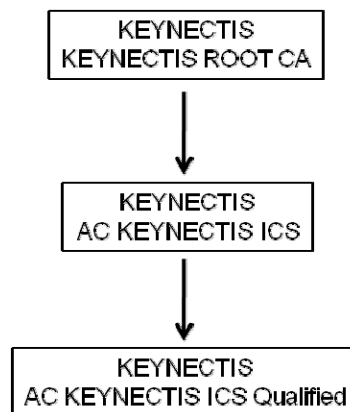 KEYNECTIS
KEYNECTIS ROOT CA
KEYNECTIS
AC KEYNECTIS ICS
KEYNECTIS
AC KEYNECTIS ICS Qualified